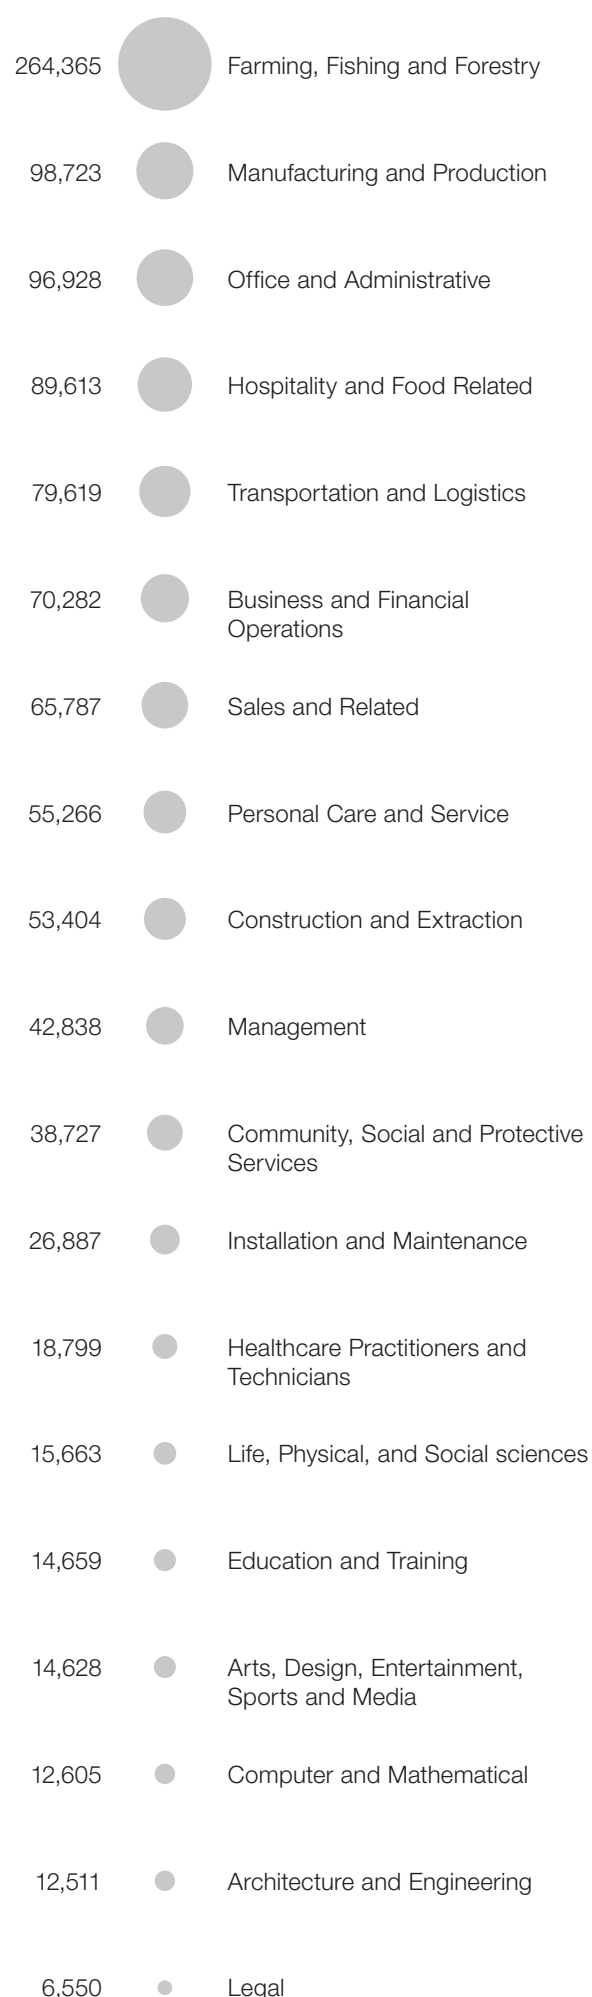 264,365 Farming, Fishing and Forestry
98,723 Manufacturing and Production
96,928 Office and Administrative
89,613 Hospitality and Food Related
79,619 Transportation and Logistics
70,282 Business and Financial
Operations
65,787 Sales and Related
55,266 Personal Care and Service
53,404 Construction and Extraction
42,838 Management
38,727 Community, Social and Protective
Services
26,887 Installation and Maintenance
18,799 Healthcare Practitioners and
Technicians
15,663 Life, Physical, and Social sciences
14,659 Education and Training
14,628 Arts, Design, Entertainment,
Sports and Media
12,605 Computer and Mathematical
12,511 Architecture and Engineering
6,550 Legal